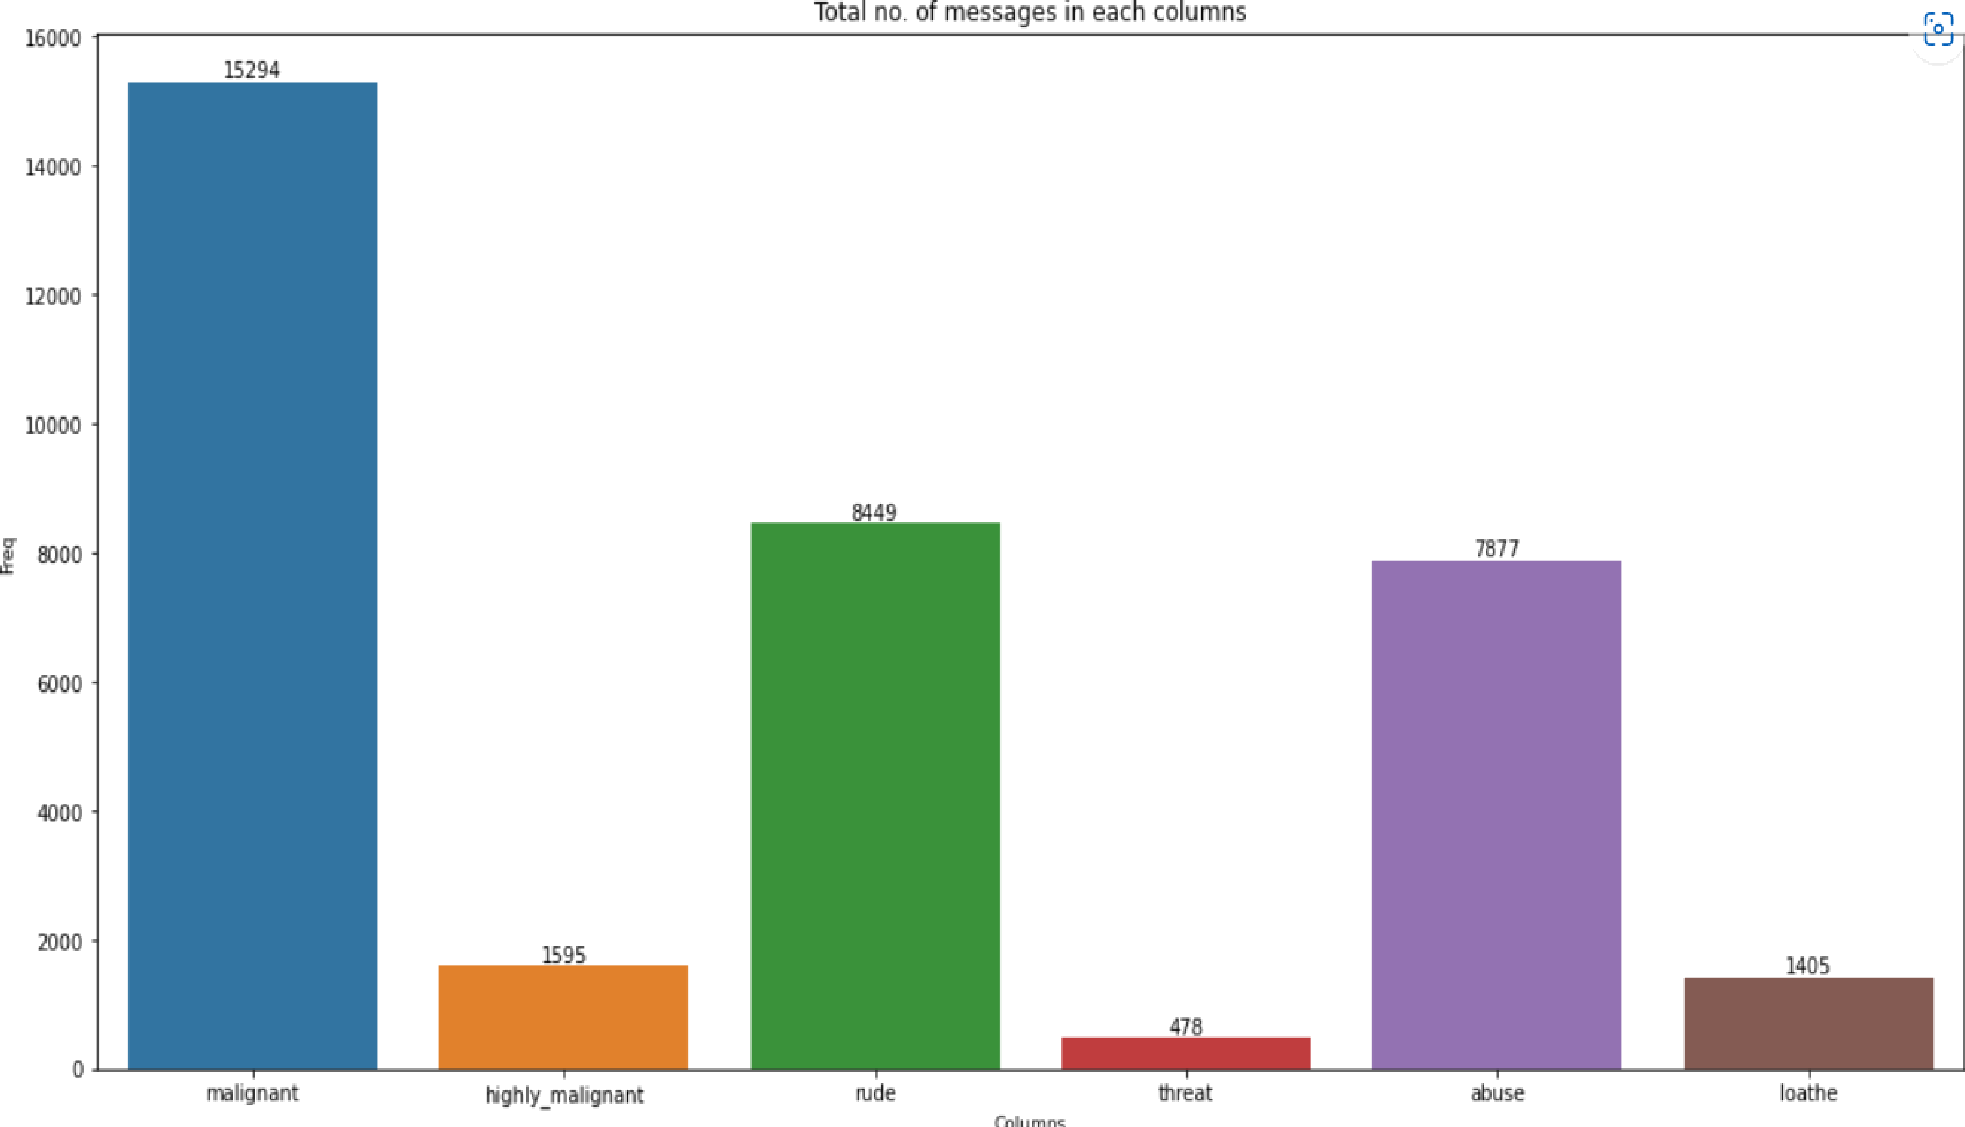 Total no. of messages in each columns
16000
14000
12000
10000
8000
6000
4000
2000
0
Freq
15294
1595
8449
478
7877
1405
malignant
highly_malignant
rude
threat
abuse
loathe
Columns